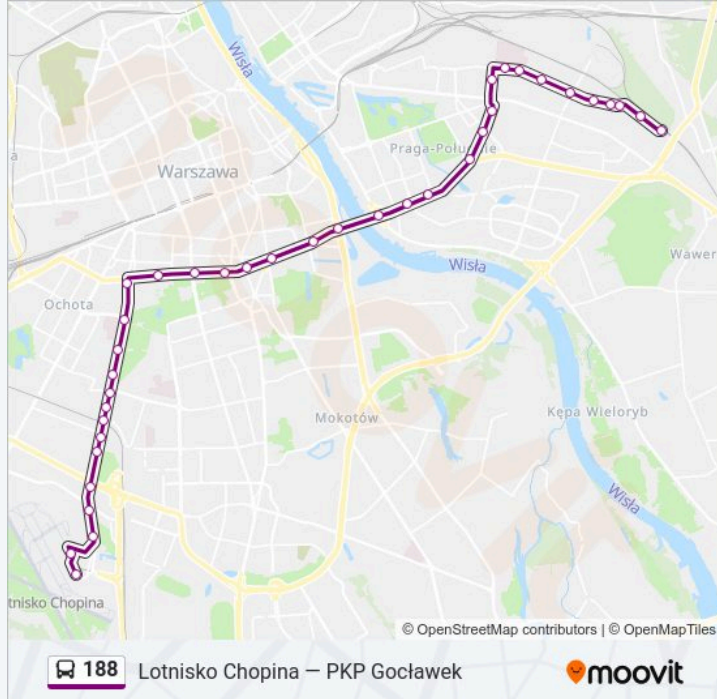 Wisła
Praga-Południe
Warszawa
Wawer
Wisła
Ochota
Kępa Wieloryb
Mokotów
Wisła
tnisko Chopina
© OpenStreetMap contributors | © OpenMapTiles
188 Lotnisko Chopina — PKP Gocławek moovit